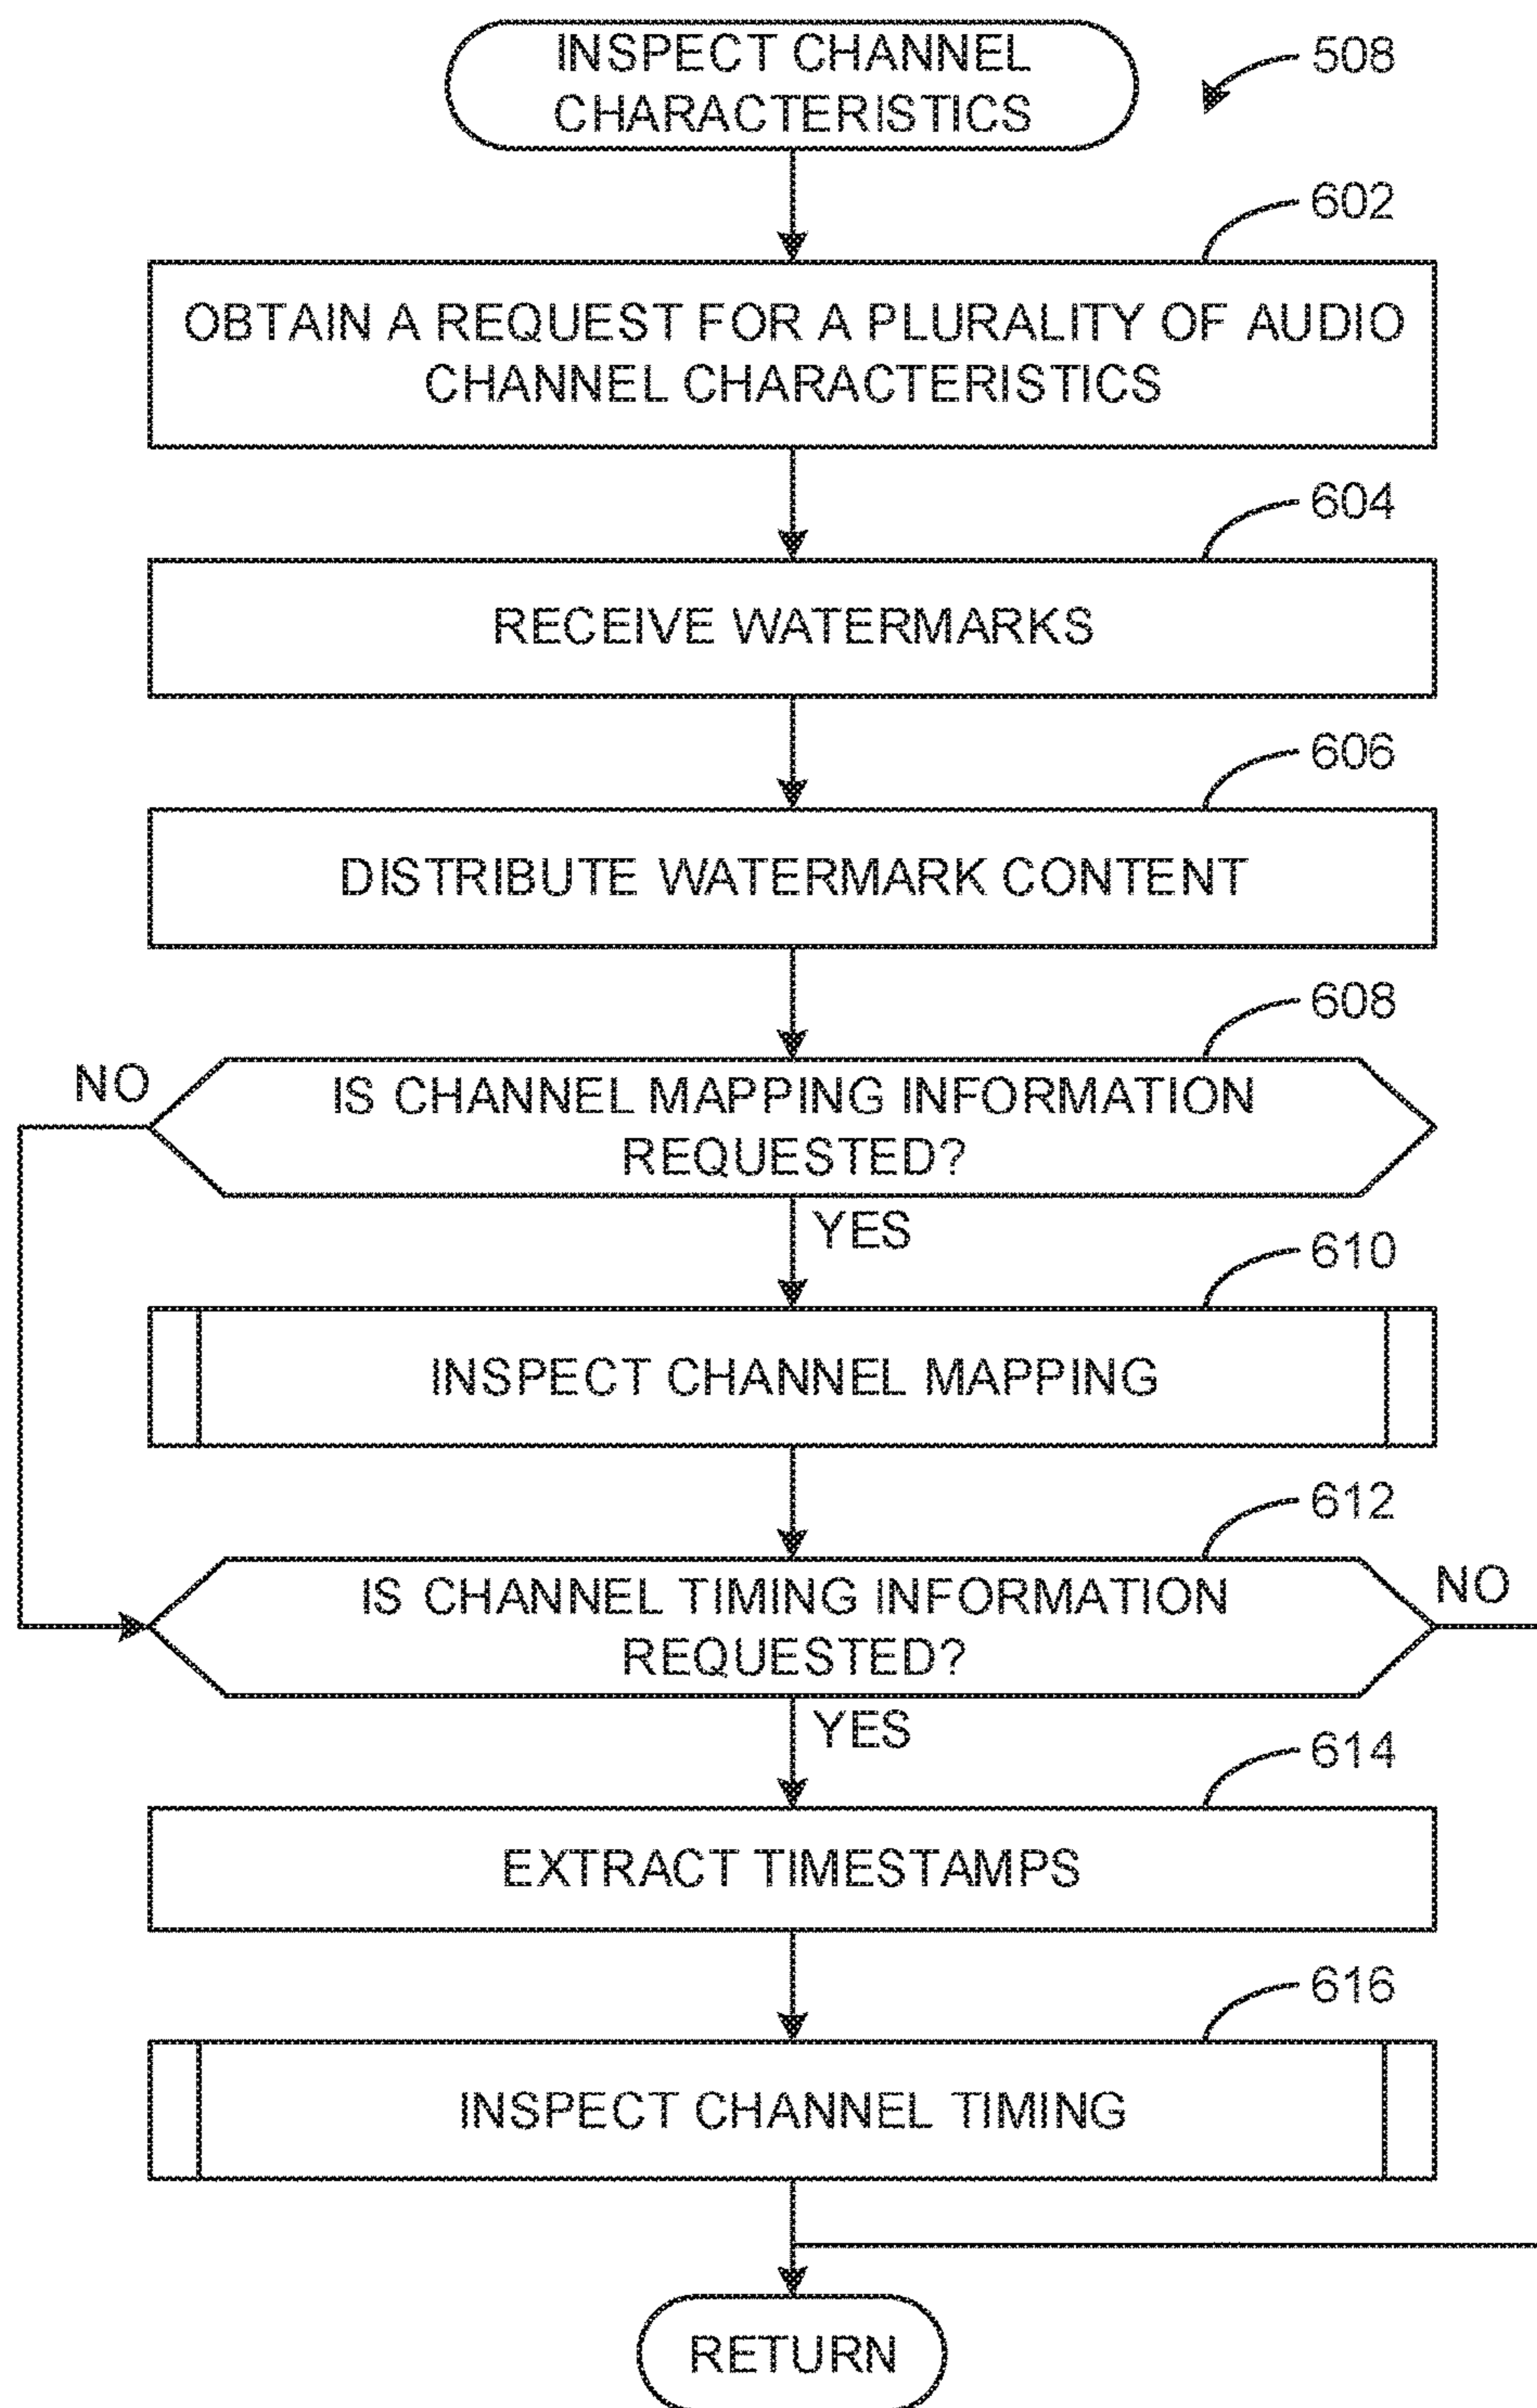 INSPECT CHANNEL
CHARACTERISTICS
508
602
OBTAIN A REQUEST FOR A PLURALITY OF AUDIO
CHANNEL CHARACTERISTICS
604
RECEIVE WATERMARKS
606
DISTRIBUTE WATERMARK CONTENT
608
NO
IS CHANNEL MAPPING INFORMATION
REQUESTED?
YES
610
INSPECT CHANNEL MAPPING
612
IS CHANNEL TIMING INFORMATION
REQUESTED?
NO
YES
614
EXTRACT TIMESTAMPS
616
INSPECT CHANNEL TIMING
RETURN